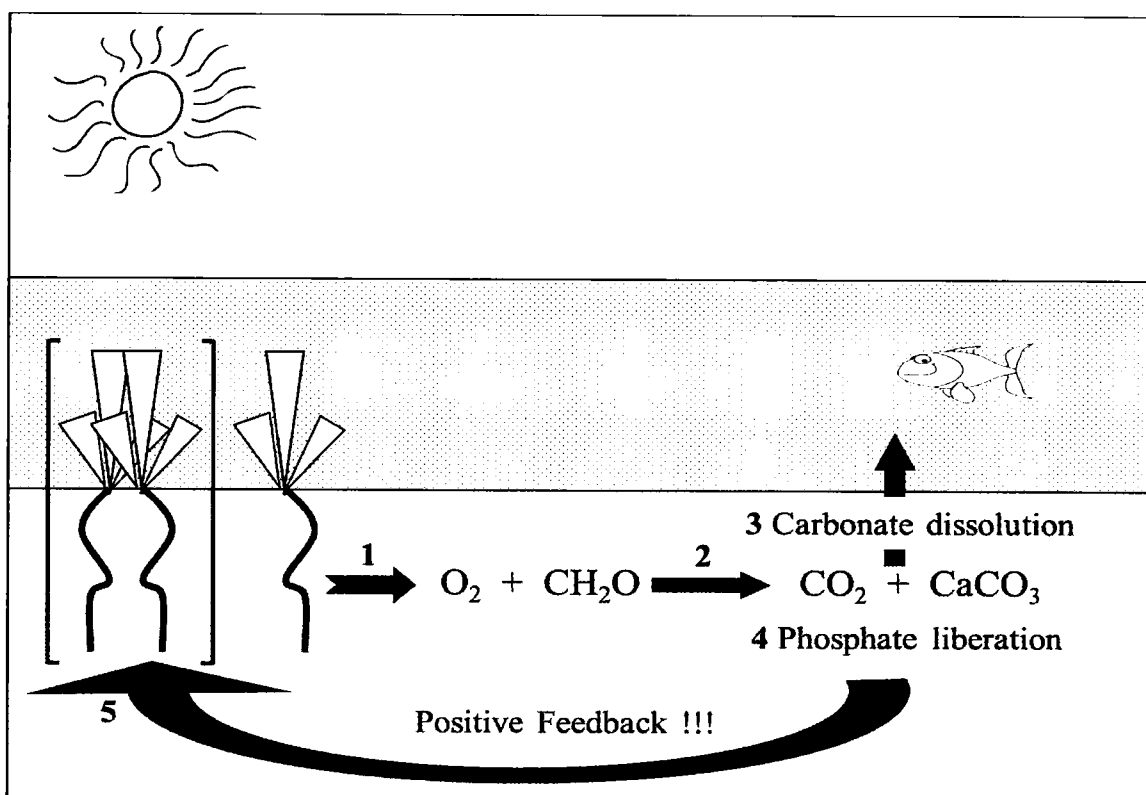 3 Carbonate dissolution
1 2
O₂ + CH₂O CO₂ + CaCO₃
4 Phosphate liberation
5
Positive Feedback !!!